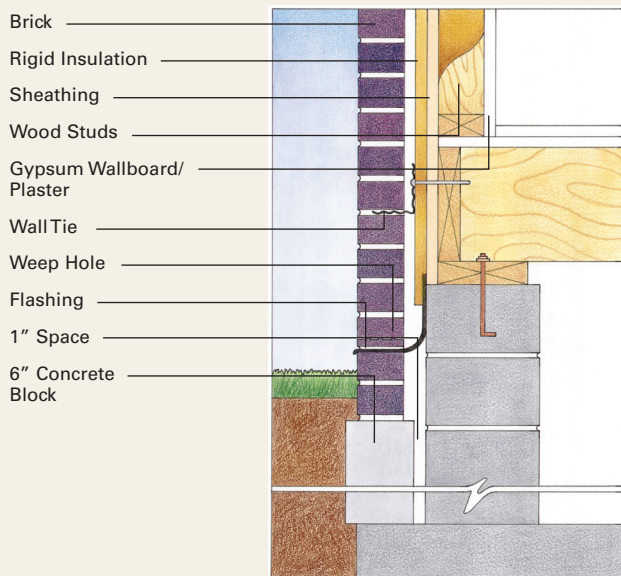 Brick
Rigid Insulation
Sheathing
Wood Studs
Gypsum Wallboard/
Plaster
Wall Tie
Weep Hole
Flashing
1” Space
6” Concrete
Block